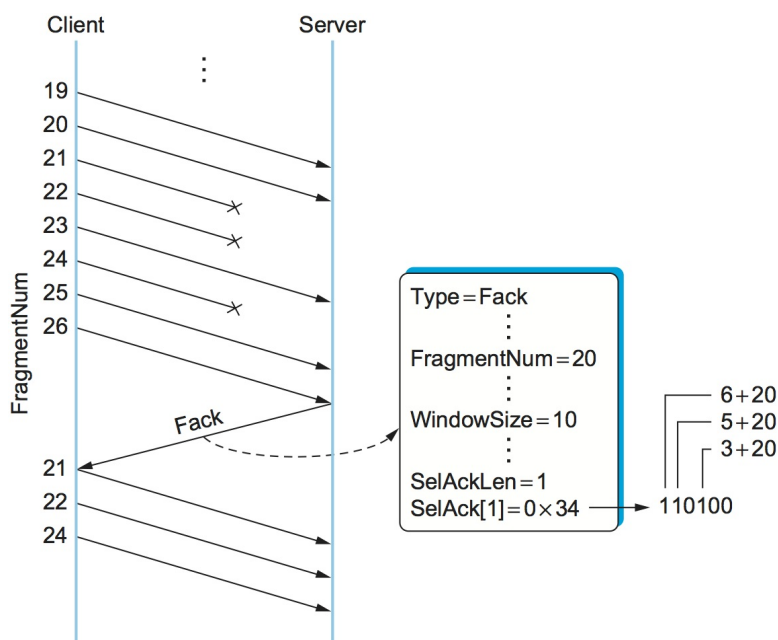 Client
Server
19
20
21
22
23
24
25
26
FragmentNum
Fack
21
22
24
Type=Fack
FragmentNum=20
WindowSize=10
SelAckLen=1
SelAck[1]=0×34
6+20
5+20
3+20
110100